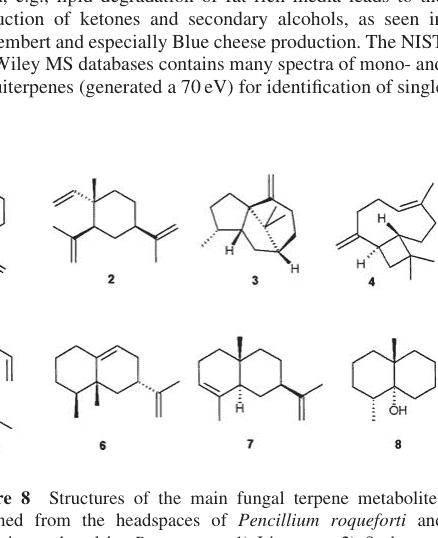 uction of ketones and secondary alcohols, as seen in
embert and especially Blue cheese production. The NIST
Wiley MS databases contains many spectra of mono- and
uiterpenes (generated a 70 eV) for identification of single
2
3
4
H
H
H
H
6
7
8
H
OH
re 8 Structures of the main fungal terpene metabolite
ned from the headspaces of Pencillium roqueforti and